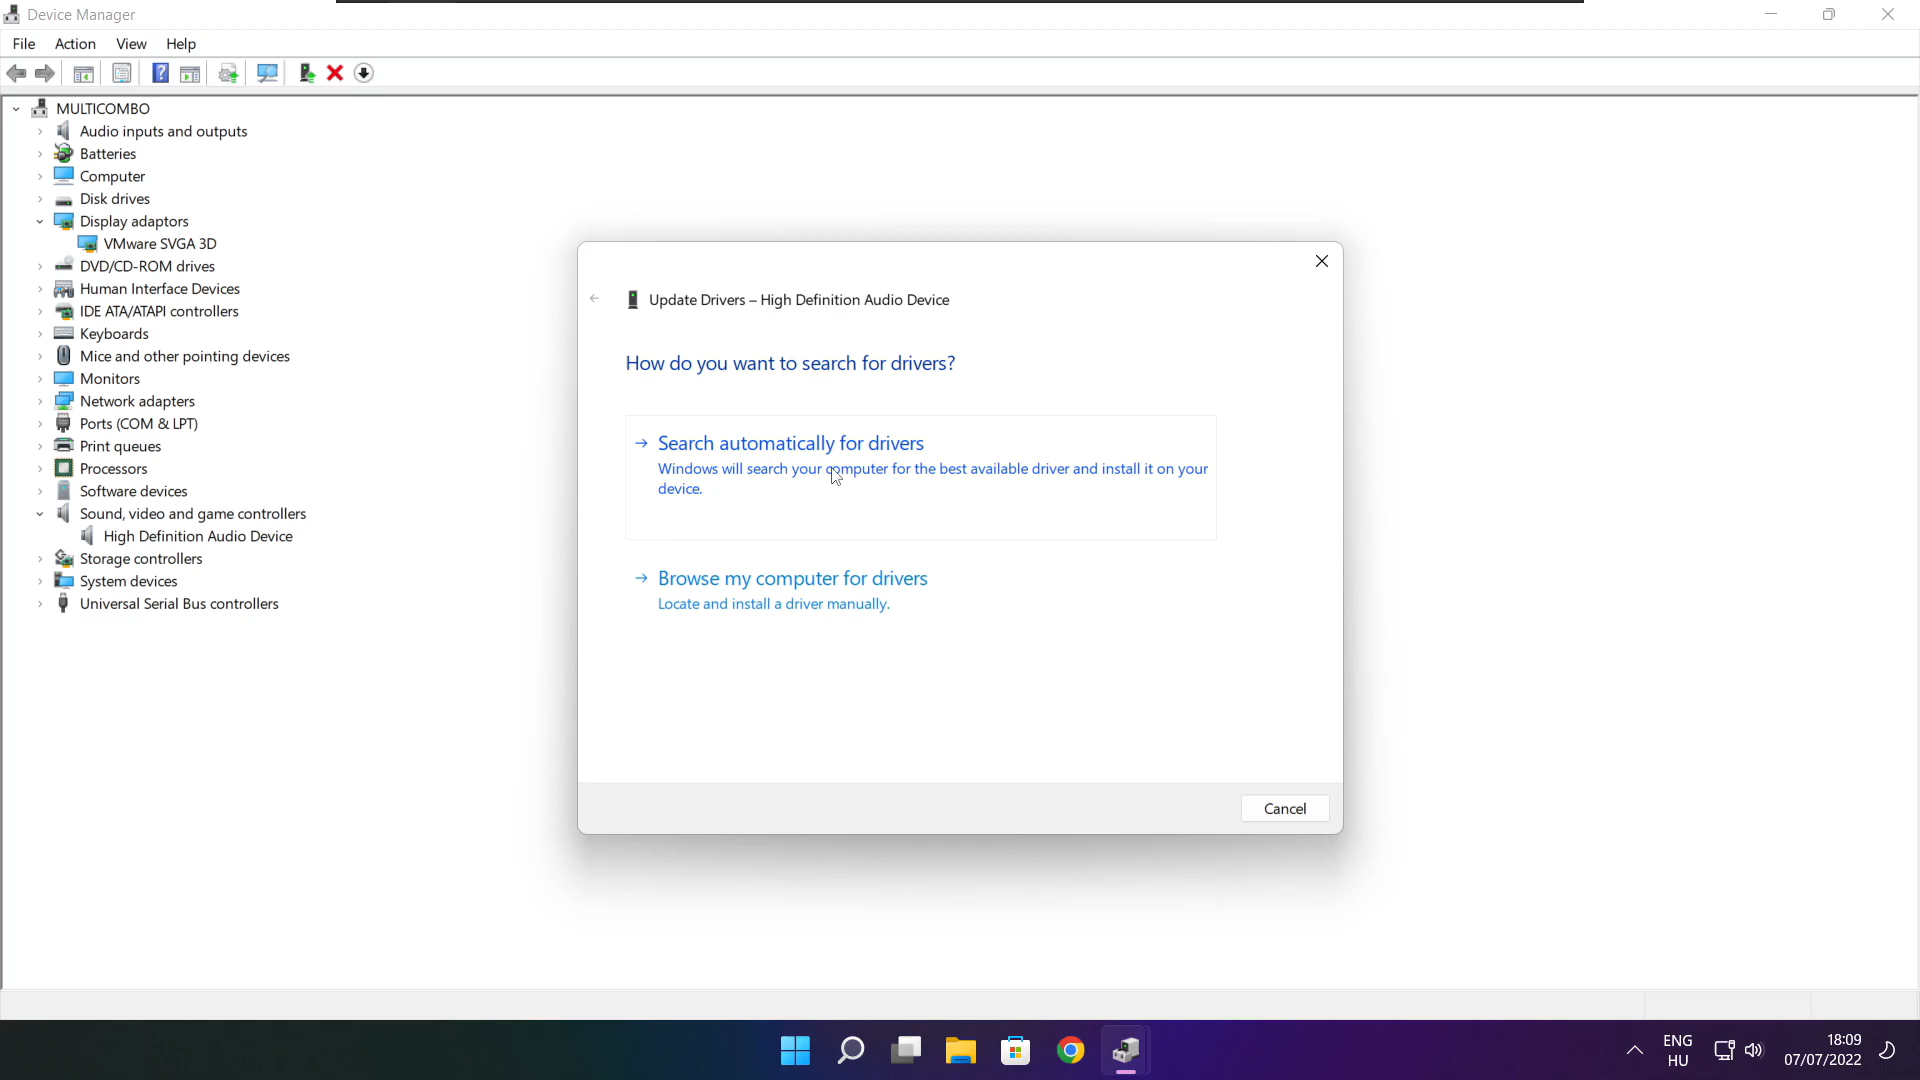 Device Manager
File Action View Help
MULTICOMBO
Audio inputs and outputs
Batteries
Computer
Disk drives
Display adaptors
VMware SVGA 3D
DVD/CD-ROM drives
Human Interface Devices
IDE ATA/ATAPI controllers
Keyboards
Mice and other pointing devices
Monitors
Network adapters
Ports (COM & LPT)
Print queues
Processors
Software devices
Sound, video and game controllers
High Definition Audio Device
Storage controllers
System devices
Universal Serial Bus controllers
Update Drivers – High Definition Audio Device
How do you want to search for drivers?
Search automatically for drivers
Windows will search your computer for the best available driver and install it on your
device.
Browse my computer for drivers
Locate and install a driver manually.
Cancel
ENG
HU
18:09
07/07/2022